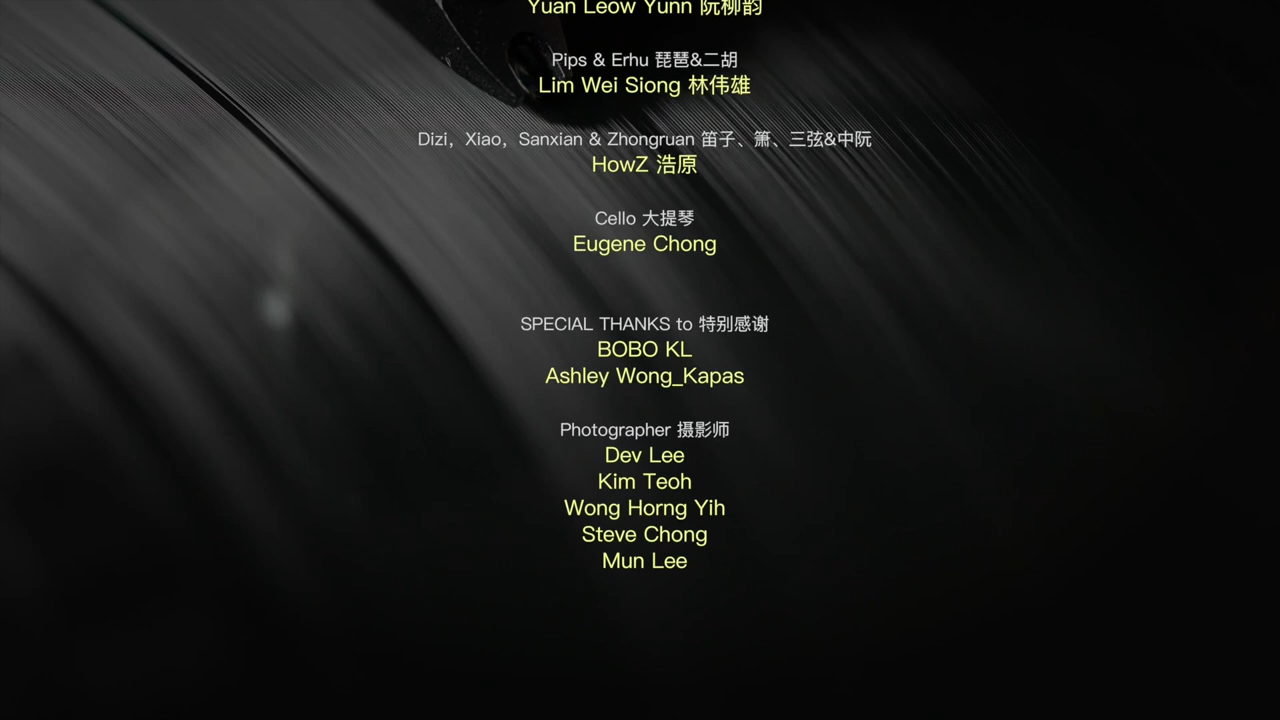 Yuan Leow Yunn 阮柳韵
Pips & Erhu 琵琶&二胡
Lim Wei Siong 林伟雄
Dizi，Xiao，Sanxian & Zhongruan 笛子、箫、三弦&中阮
HowZ 浩原
Cello 大提琴
Eugene Chong
SPECIAL THANKS to 特别感谢
BOBO KL
Ashley Wong_Kapas
Photographer 摄影师
Dev Lee
Kim Teoh
Wong Horng Yih
Steve Chong
Mun Lee